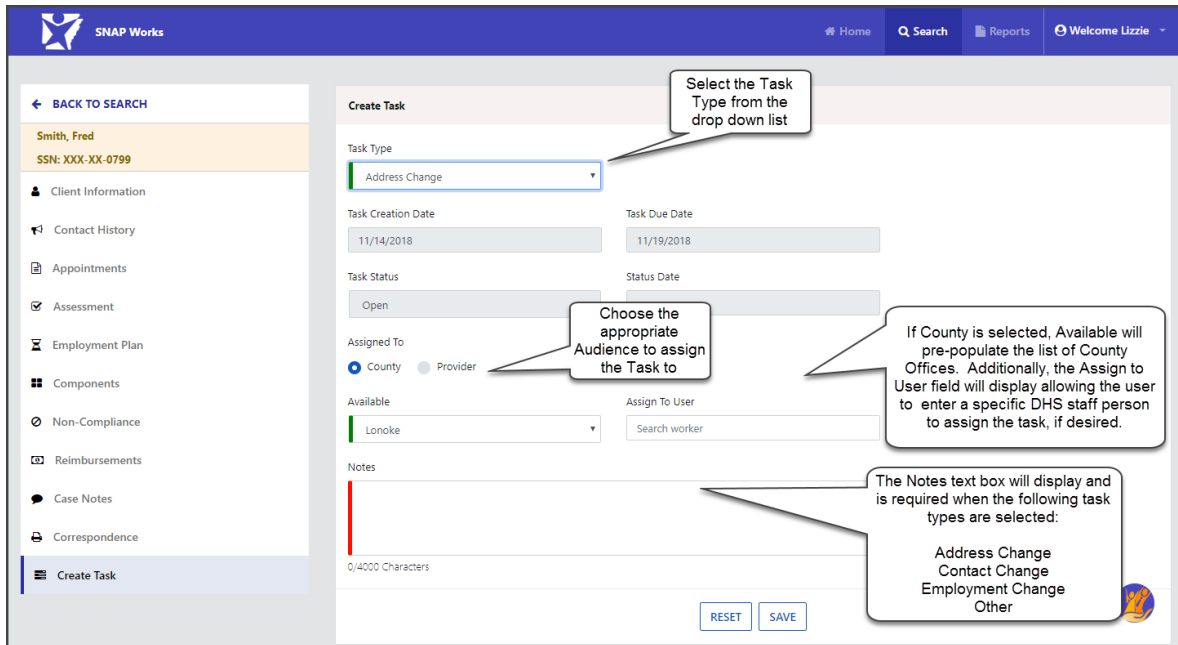 SNAP Works
Home
Search
Reports
Welcome Lizzie
BACK TO SEARCH
Smith, Fred
SSN: XXX-XX-0799
Client Information
Contact History
Appointments
Assessment
Employment Plan
Components
Non-Compliance
Reimbursements
Case Notes
Correspondence
Create Task
Create Task
Select the Task
Type from the
drop down list
Task Type
Address Change
Task Creation Date
Task Due Date
11/14/2018
11/19/2018
Task Status
Status Date
Open
Choose the
appropriate
Audience to assign
the Task to
Assigned To
County
Provider
If County is selected, Available will
pre-populate the list of County
Offices. Additionally, the Assign to
User field will display allowing the user
to enter a specific DHS staff person
to assign the task, if desired.
Available
Assign To User
Lonoke
Search worker
Notes
The Notes text box will display and
is required when the following task
types are selected:
Address Change
Contact Change
Employment Change
Other
0/4000 Characters
RESET
SAVE